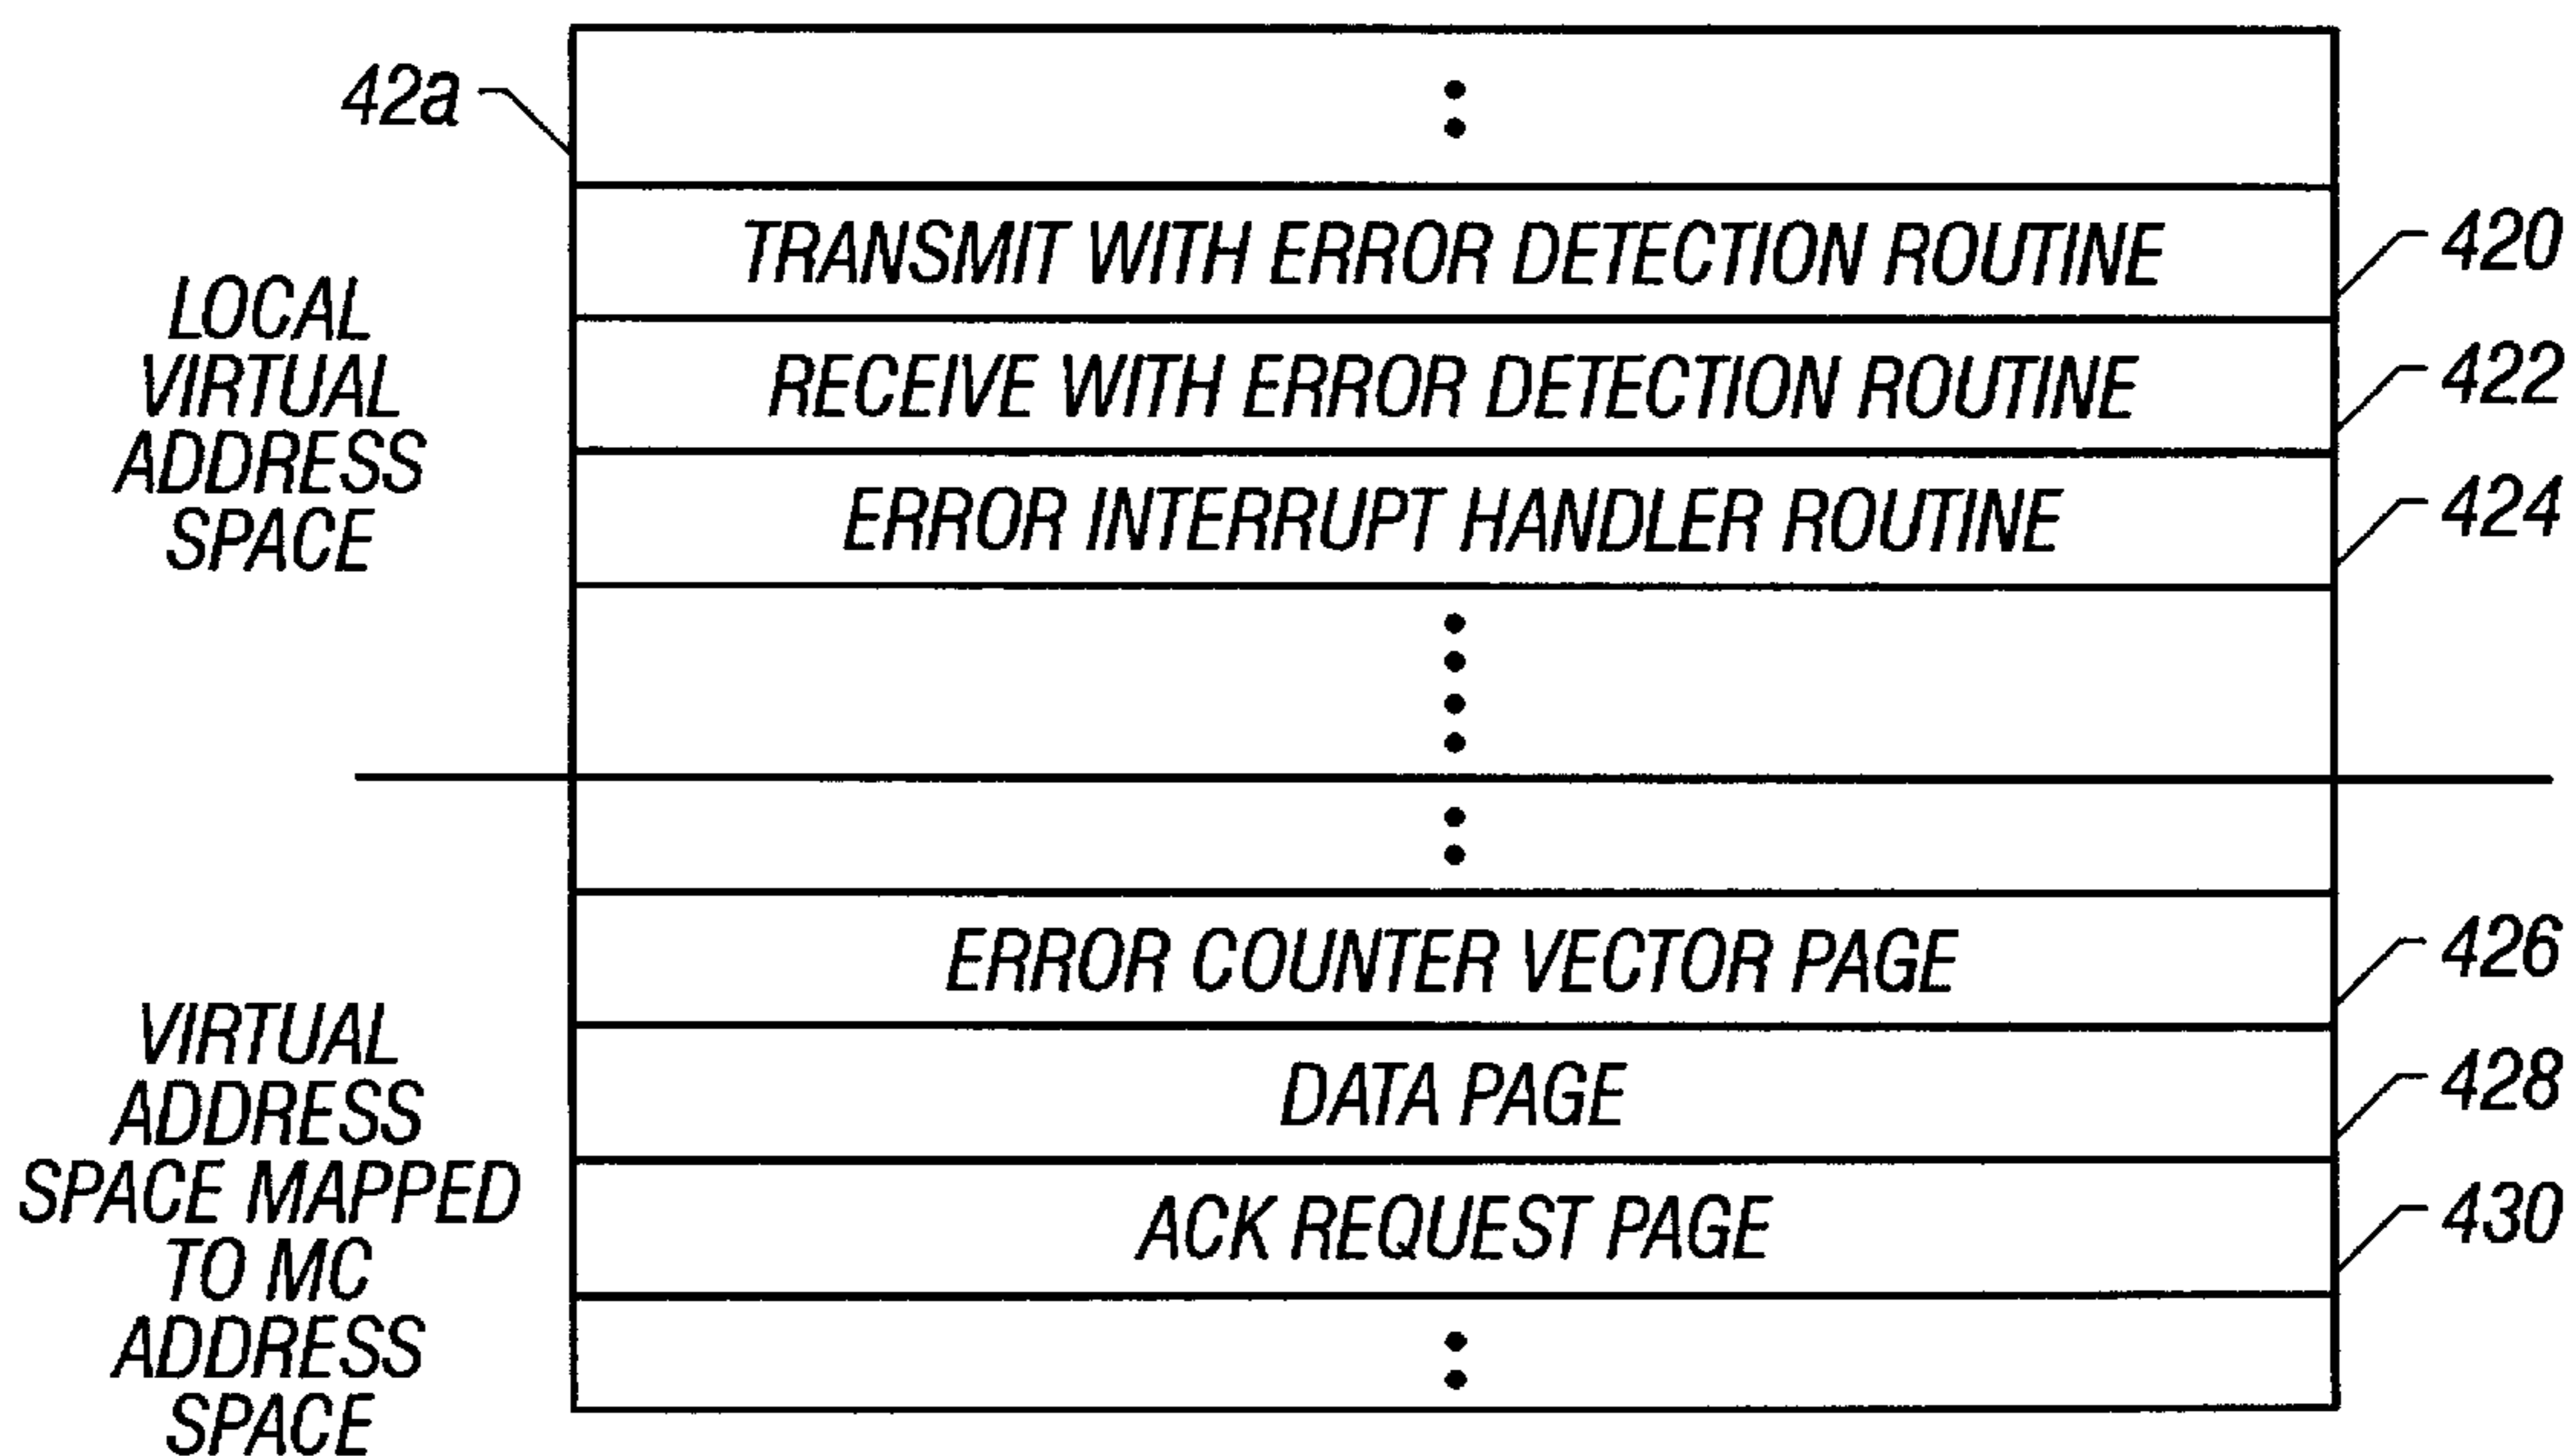 42a
TRANSMIT WITH ERROR DETECTION ROUTINE
420
LOCAL
VIRTUAL
ADDRESS
SPACE
RECEIVE WITH ERROR DETECTION ROUTINE
422
ERROR INTERRUPT HANDLER ROUTINE
424
ERROR COUNTER VECTOR PAGE
426
VIRTUAL
ADDRESS
SPACE MAPPED
TO MC
ADDRESS
SPACE
DATA PAGE
428
ACK REQUEST PAGE
430